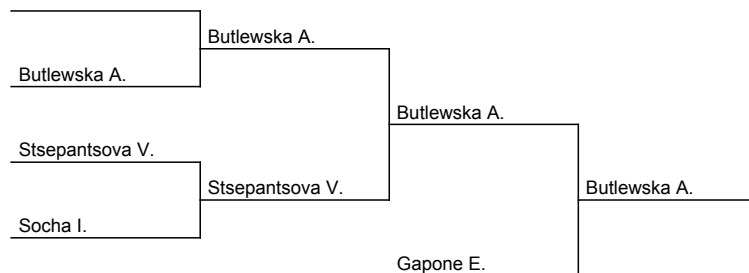 Butlewska A.
Butlewska A.
Butlewska A.
Stsepantsova V.
Butlewska A.
Stsepantsova V.
Socha I.
Gapone E.